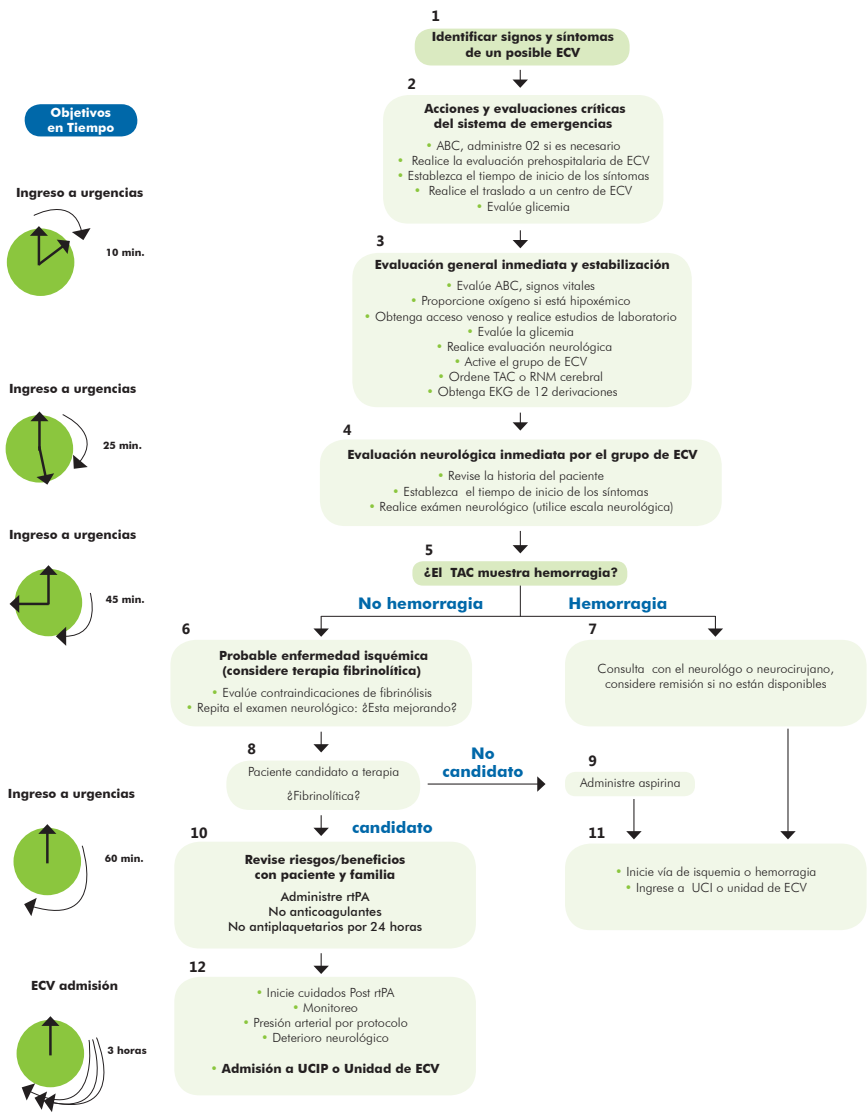 1
Identificar signos y síntomas
de un posible ECV
2
Acciones y evaluaciones críticas
del sistema de emergencias
• ABC, administre 02 si es necesario
• Realice la evaluación prehospitalaria de ECV
• Establezca el tiempo de inicio de los síntomas
• Realice el traslado a un centro de ECV
• Evalúe glicemia
Objetivos
en Tiempo
Ingreso a urgencias
10 min.
3
Evaluación general inmediata y estabilización
• Evalúe ABC, signos vitales
• Proporcione oxígeno si está hipoxémico
• Obtenga acceso venoso y realice estudios de laboratorio
• Evalúe la glicemia
• Realice evaluación neurológica
• Active el grupo de ECV
• Ordene TAC o RNM cerebral
• Obtenga EKG de 12 derivaciones
Ingreso a urgencias
25 min.
4
Evaluación neurológica inmediata por el grupo de ECV
• Revise la historia del paciente
• Establezca el tiempo de inicio de los síntomas
• Realice exámen neurológico (utilice escala neurológica)
Ingreso a urgencias
45 min.
5
¿El TAC muestra hemorragia?
No hemorragia
Hemorragia
6
Probable enfermedad isquémica
(considere terapia fibrinolítica)
• Evalúe contraindicaciones de fibrinólisis
• Repita el examen neurológico: ¿Esta mejorando?
7
Consulta con el neurológo o neurocirujano,
considere remisión si no están disponibles
8
Paciente candidato a terapia
¿Fibrinolítica?
No
candidato
9
Administre aspirina
Ingreso a urgencias
60 min.
candidato
10
Revise riesgos/beneficios
con paciente y familia
Administre rtPA
No anticoagulantes
No antiplaquetarios por 24 horas
11
• Inicie vía de isquemia o hemorragia
• Ingrese a UCI o unidad de ECV
ECV admisión
3 horas
12
• Inicie cuidados Post rtPA
• Monitoreo
• Presión arterial por protocolo
• Deterioro neurológico
• Admisión a UCIP o Unidad de ECV